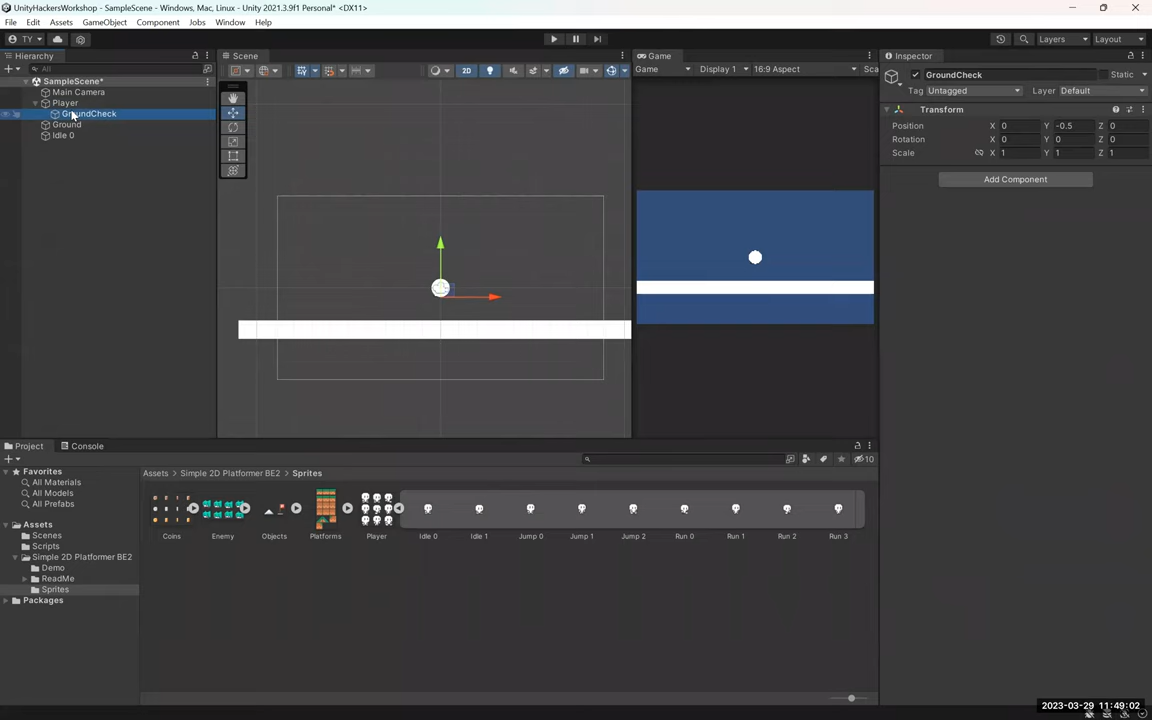 UnityHackersWorkshop - SampleScene - Windows, Mac, Linux - Unity 2021.3.9f1 Personal* <DX11>
File Edit Assets GameObject Component Jobs Window Help
TY
Layers Layout
Hierarchy
All
SampleScene*
Main Camera
Player
GroundCheck
Ground
Idle 0
Scene
2D
Game
Game Display 1 16:9 Aspect Sca
Inspector
GroundCheck Static
Tag Untagged Layer Default
Transform
Position X 0 Y -0.5 Z 0
Rotation X 0 Y 0 Z 0
Scale X 1 Y 1 Z 1
Add Component
Project Console
10
Favorites
All Materials
All Models
All Prefabs
Assets
Scenes
Scripts
Simple 2D Platformer BE2
Demo
ReadMe
Sprites
Packages
Assets > Simple 2D Platformer BE2 > Sprites
Coins Enemy Objects Platforms Player Idle 0 Idle 1 Jump 0 Jump 1 Jump 2 Run 0 Run 1 Run 2 Run 3
2023-03-29 11:49:02